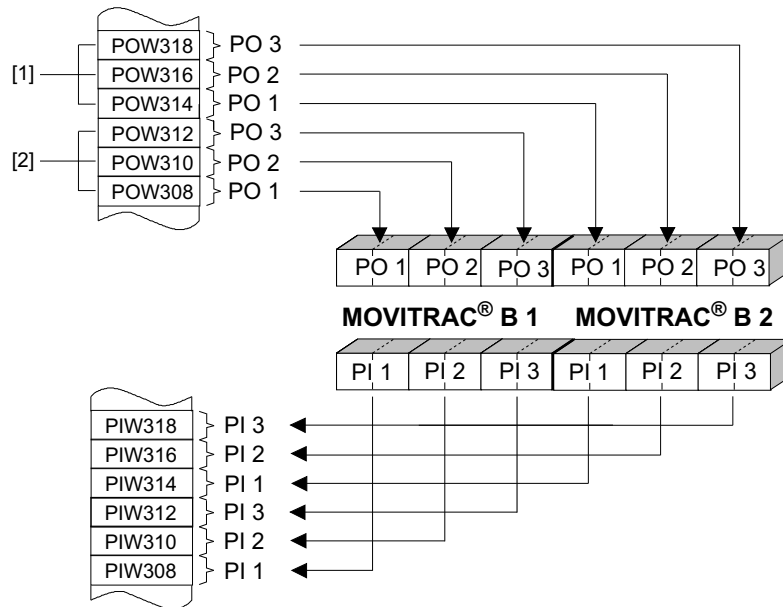 POW318 PO 3
[1] POW316 PO 2
POW314 PO 1
POW312 PO 3
[2] POW310 PO 2
POW308 PO 1
PO 1 PO 2 PO 3 PO 1 PO 2 PO 3
MOVITRAC® B 1 MOVITRAC® B 2
PI 1 PI 2 PI 3 PI 1 PI 2 PI 3
PIW318 PI 3
PIW316 PI 2
PIW314 PI 1
PIW312 PI 3
PIW310 PI 2
PIW308 PI 1